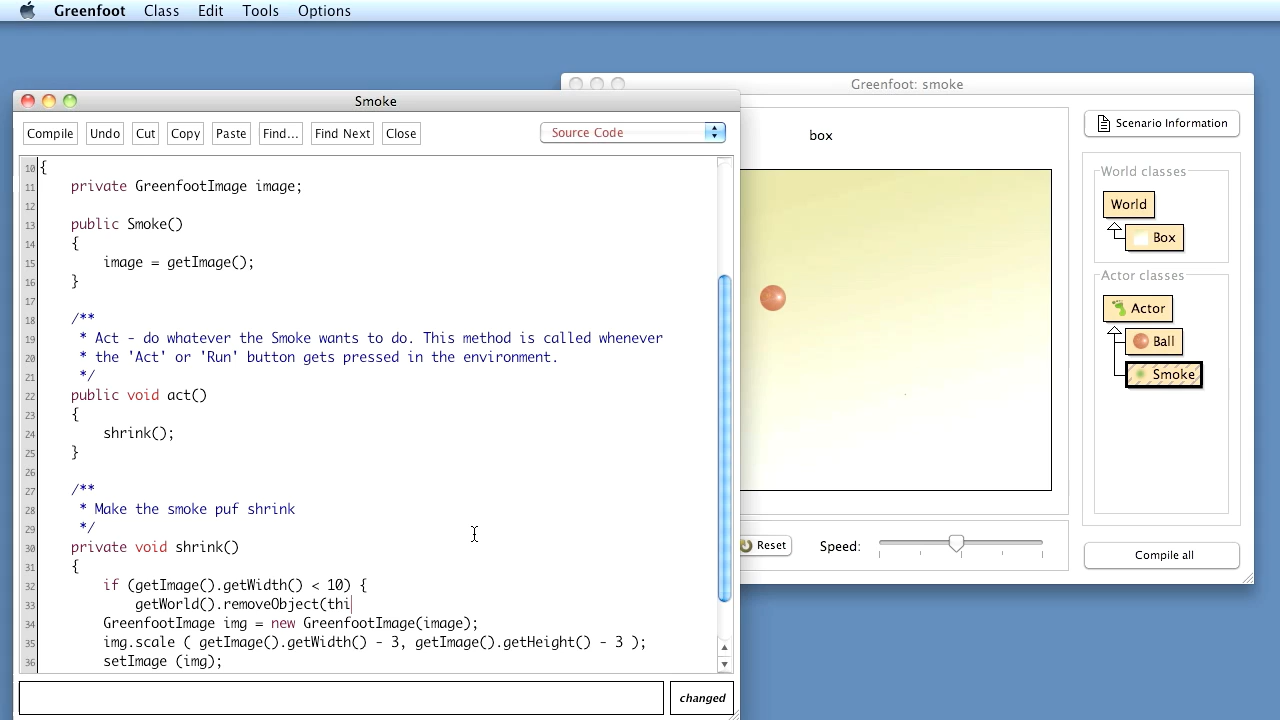 Greenfoot Class Edit Tools Options
Smoke
Greenfoot: smoke
Compile Undo Cut Copy Paste Find... Find Next Close Source Code
10 {
11 private GreenfootImage image;
12
13 public Smoke()
14 {
15 image = getImage();
16 }
17
18 /**
19 * Act - do whatever the Smoke wants to do. This method is called whenever
20 * the 'Act' or 'Run' button gets pressed in the environment.
21 */
22 public void act()
23 {
24 shrink();
25 }
26
27 /**
28 * Make the smoke puf shrink
29 */
30 private void shrink()
31 {
32 if (getImage().getWidth() < 10) {
33 getWorld().removeObject(thi
34 GreenfootImage img = new GreenfootImage(image);
35 img.scale ( getImage().getWidth() - 3, getImage().getHeight() - 3 );
36 setImage (img);
changed
box
Reset Speed:
Scenario Information
World classes
World
Box
Actor classes
Actor
Ball
Smoke
Compile all